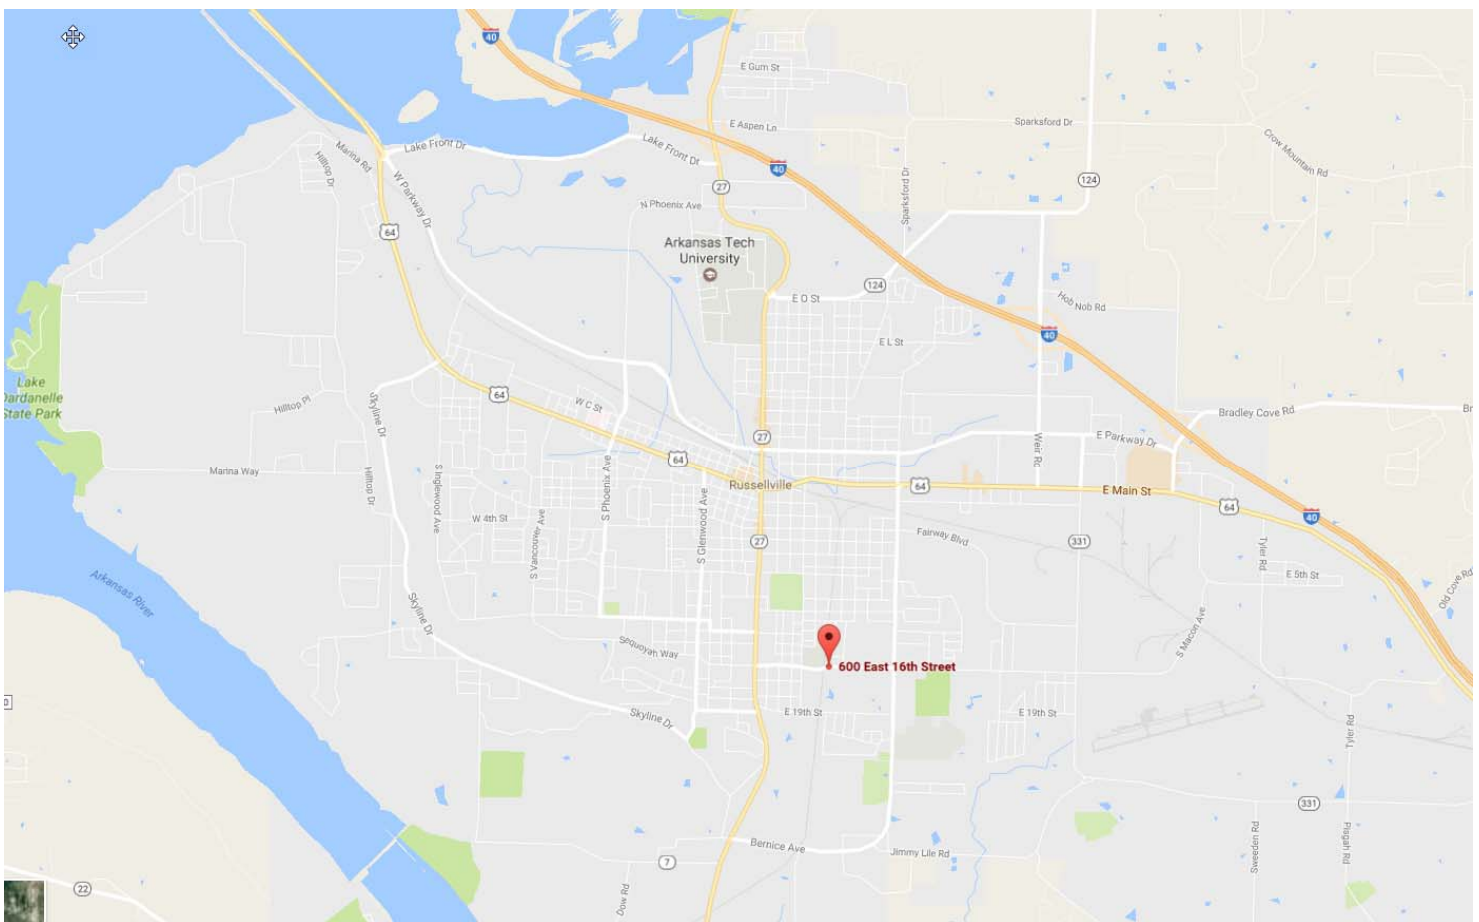 40
E Gum St
Sparksford Dr
E Aspen Ln
Crow Mountain Rd
Marina Rd
Lake Front Dr
Lake Front Dr
Hilltop Dr
40
Sparksford Dr
124
W Parkway Dr
27
N Phoenix Ave
64
Arkansas Tech
University
124
E O St
Hob Nob Rd
40
E L St
Lake
Dardanelle
State Park
Skyline Dr
64
Hilltop Pl
W C St
Bradley Cove Rd
Br
27
E Parkway Dr
Weir Rc
64
Marina Way
Hilltop Dr
S Inglewood Ave
S Phoenix Ave
Russellville
64
E Main St
64
S Glenwood Ave
W 4th St
S Vancouver Ave
40
27
Fairway Blvd
331
Tyler Rd
E 5th St
Old Cove Rd
Arkansas River
Skyline Dr
Sequoyah Way
S Macon Ave
600 East 16th Street
Skyline Dr
E 19th St
E 19th St
Tyler Rd
331
Bernice Ave
Jimmy Lile Rd
Sweeden Rd
Pisgah Rd
7
22
Dow Rd